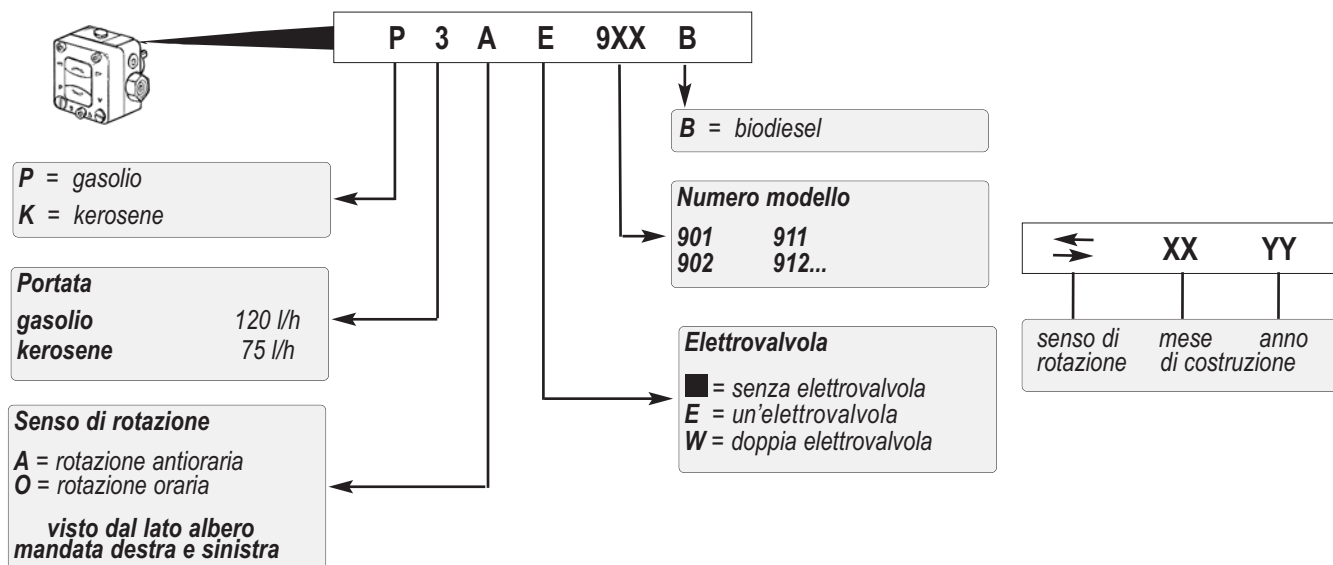 P 3 A E 9XX B
B = biodiesel
P = gasolio
K = kerosene
Numero modello
901 911
902 912...
XX YY
senso di rotazione
mese anno
di costruzione
Portata
gasolio 120 l/h
kerosene 75 l/h
Elettrovalvola
= senza elettrovalvola
E = un'elettrovalvola
W = doppia elettrovalvola
Senso di rotazione
A = rotazione antioraria
O = rotazione oraria
visto dal lato albero
mandata destra e sinistra